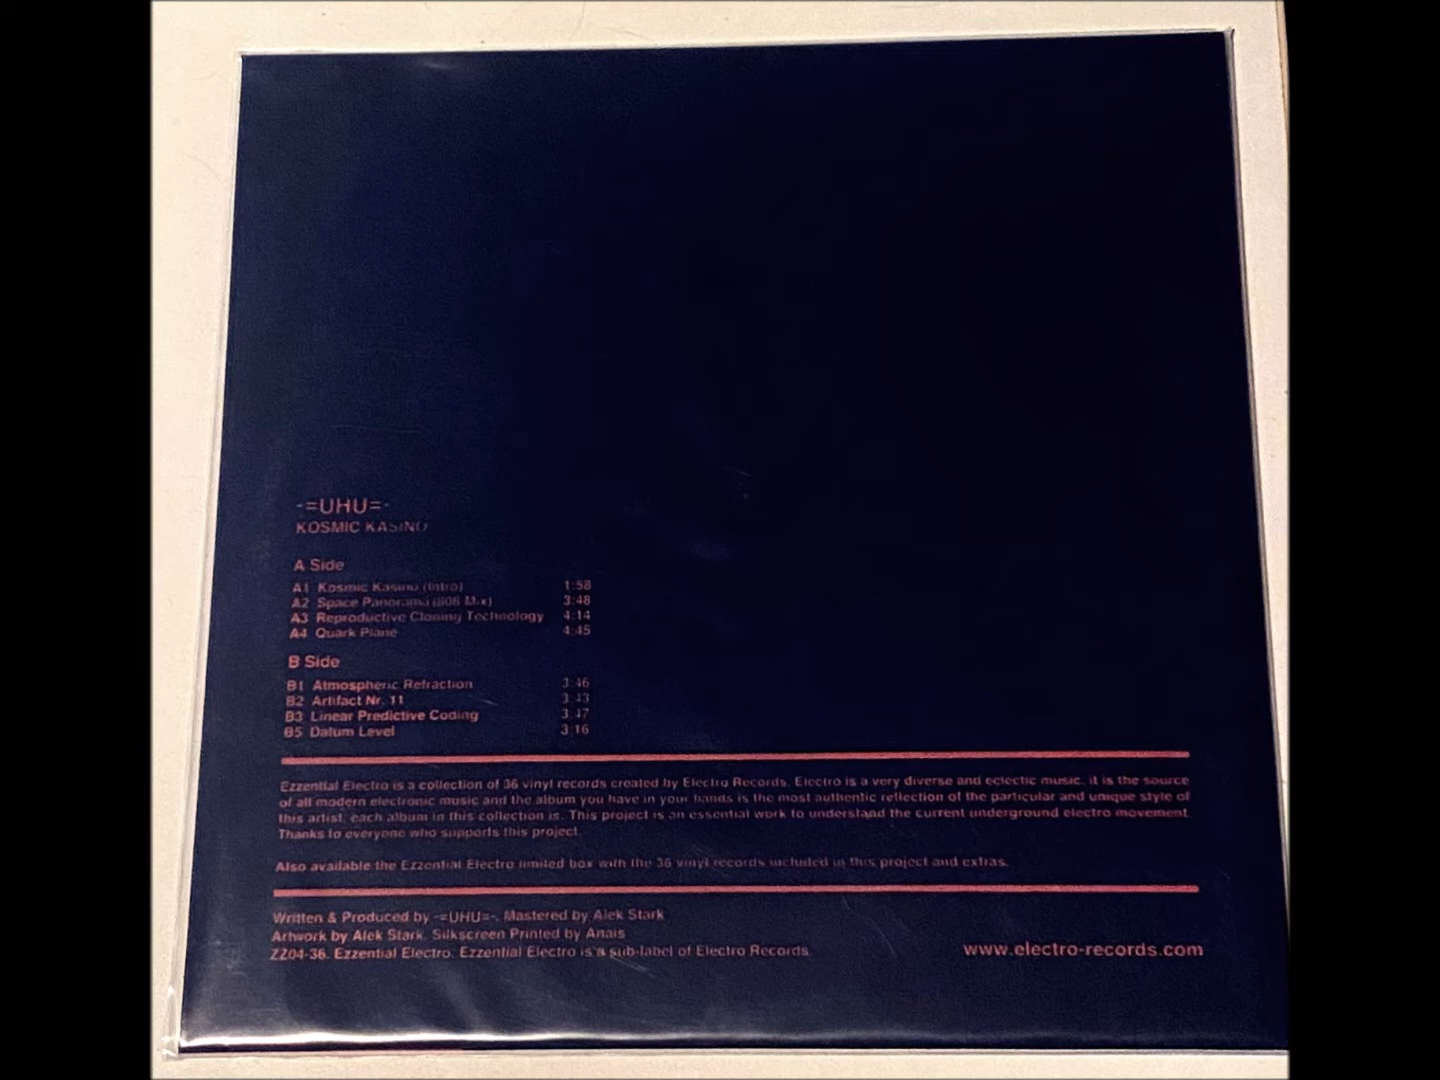 -=UHU=-
KOSMIC KASINO
A Side
A1 Kosmic Kasino (Intro) 1:58
A2 Space Panorama (808 Mix) 3:48
A3 Reproductive Cloning Technology 4:14
A4 Quark Plane 4:45
B Side
B1 Atmospheric Refraction 3:46
B2 Artifact Nr. 11 3:43
B3 Linear Predictive Coding 3:47
B5 Datum Level 3:16
Ezzential Electro is a collection of 36 vinyl records created by Electro Records. Electro is a very diverse and eclectic music, it is the source
of all modern electronic music and the album you have in your hands is the most authentic reflection of the particular and unique style of
this artist, each album in this collection is. This project is an essential work to understand the current underground electro movement.
Thanks to everyone who supports this project.
Also available the Ezzential Electro limited box with the 36 vinyl records included in this project and extras.
Written & Produced by -=UHU=-. Mastered by Alek Stark
Artwork by Alek Stark. Silkscreen Printed by Anais
ZZ04-36. Ezzential Electro. Ezzential Electro is a sub-label of Electro Records
www.electro-records.com